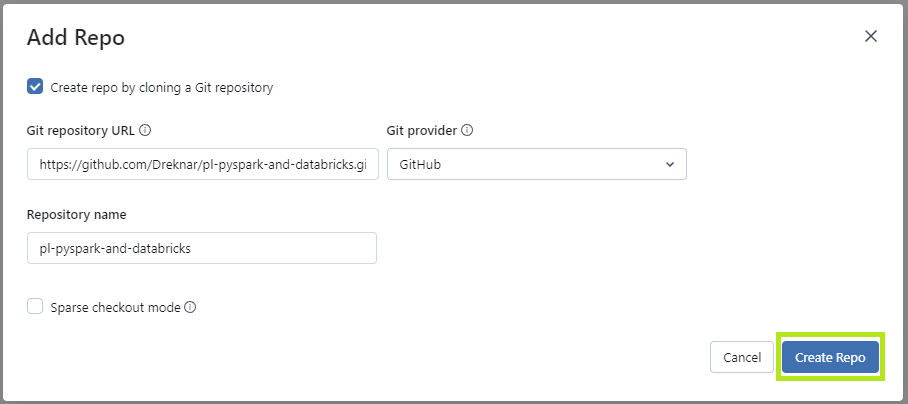 Add Repo
Create repo by cloning a Git repository
Git repository URL Git provider
https://github.com/Dreknar/pl-pyspark-and-databricks.gi GitHub
Repository name
pl-pyspark-and-databricks
Sparse checkout mode
Cancel Create Repo